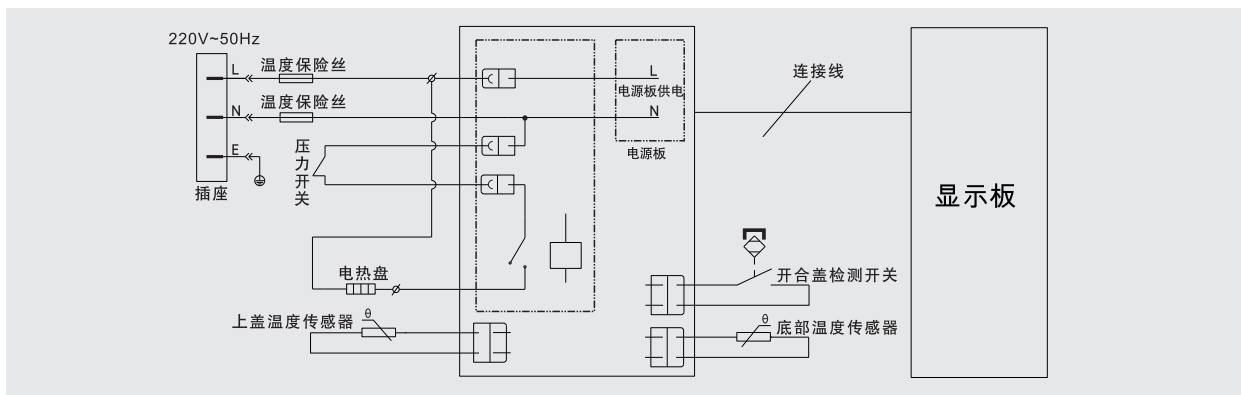 220V~50Hz
L
温度保险丝
N
温度保险丝
E
插座
压力开关
电热盘
上盖温度传感器
θ
L
电源板供电
N
电源板
连接线
显示板
开合盖检测开关
θ
底部温度传感器